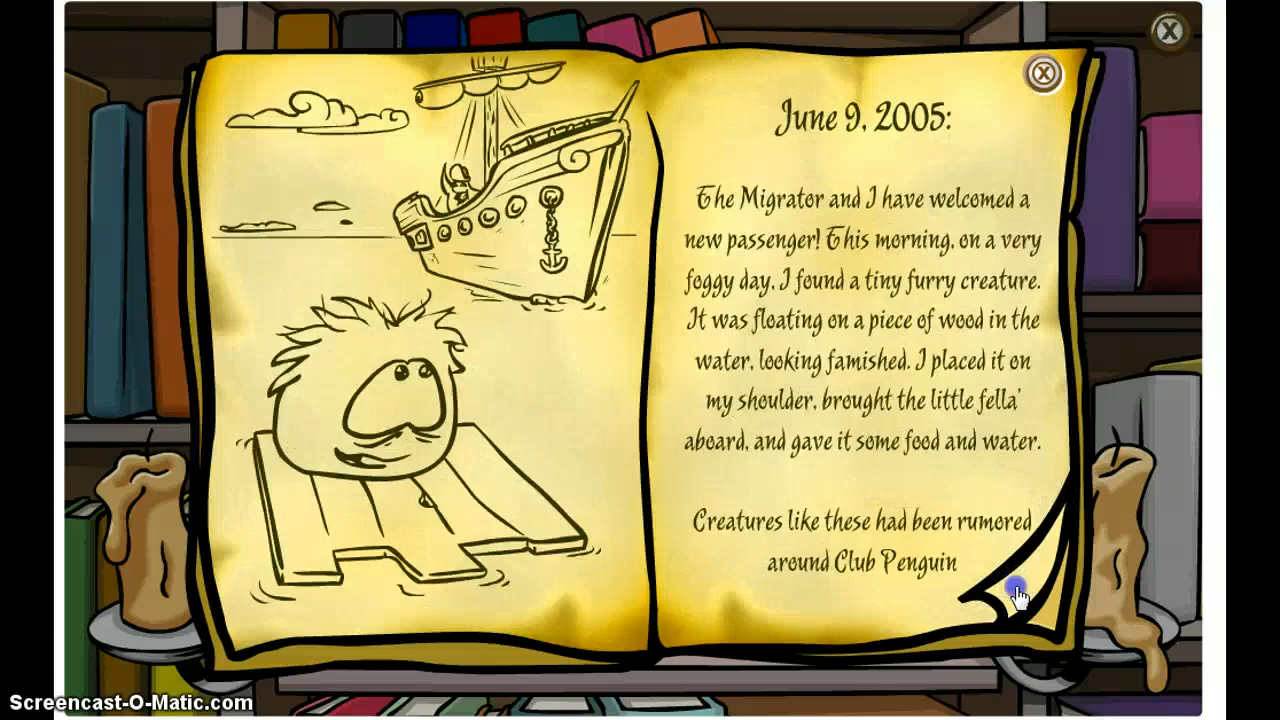 June 9, 2005:
The Migrator and I have welcomed a
new passenger! This morning, on a very
foggy day, I found a tiny furry creature.
It was floating on a piece of wood in the
water, looking famished. I placed it on
my shoulder, brought the little fella'
aboard, and gave it some food and water.
Creatures like these had been rumored
around Club Penguin
Screencast-O-Matic.com